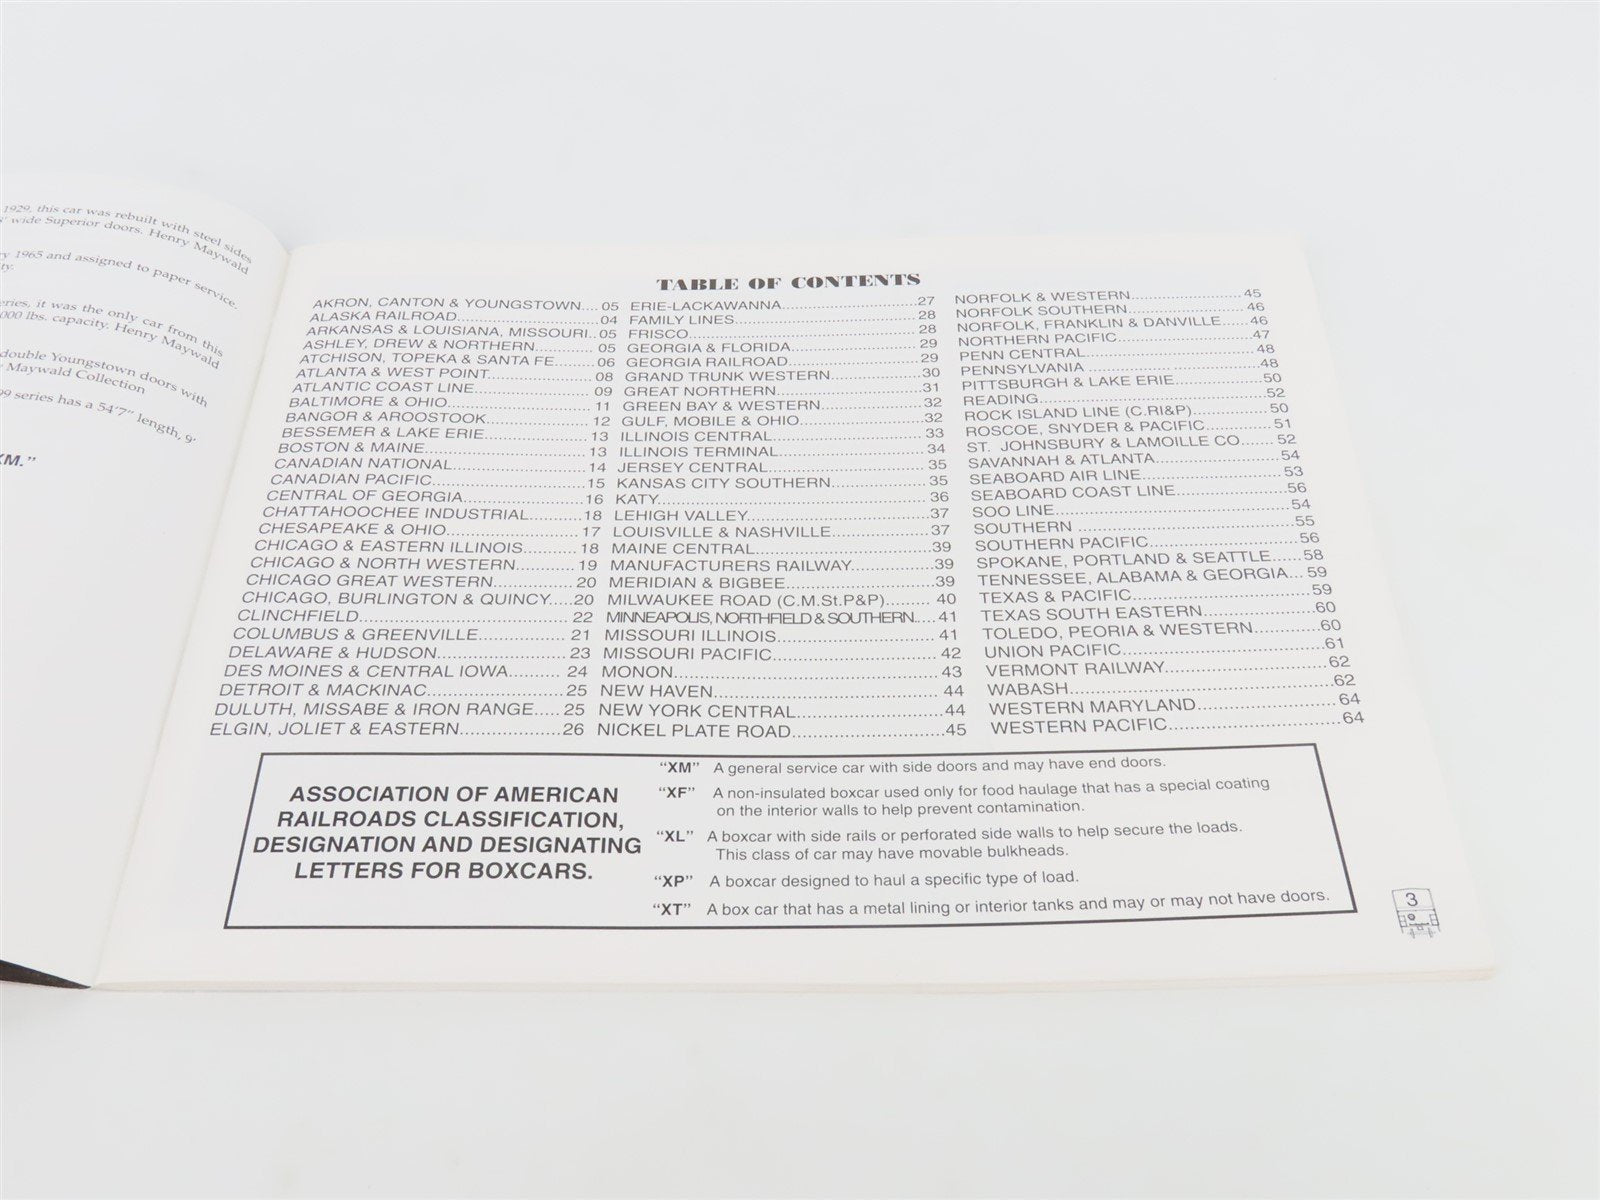 1929, this car was rebuilt with steel sides
wide Superior doors. Henry Maywald
1965 and assigned to paper service.
it was the only car from this
000 lbs. capacity. Henry Maywald
double Youngstown doors with
Maywald Collection
99 series has a 54'7" length, 9'
XM."
TABLE OF CONTENTS
AKRON, CANTON & YOUNGSTOWN.... 05
ALASKA RAILROAD........................04
ARKANSAS & LOUISIANA, MISSOURI..05
ASHLEY, DREW & NORTHERN.......... 05
ATCHISON, TOPEKA & SANTA FE........06
ATLANTA & WEST POINT.................. 08
ATLANTIC COAST LINE.................... 09
BALTIMORE & OHIO......................... 11
BANGOR & AROOSTOOK.................. 12
BESSEMER & LAKE ERIE.................. 13
BOSTON & MAINE............................ 13
CANADIAN NATIONAL....................... 14
CANADIAN PACIFIC..........................15
CENTRAL OF GEORGIA.................... 16
CHATTAHOOCHEE INDUSTRIAL..........18
CHESAPEAKE & OHIO...................... 17
CHICAGO & EASTERN ILLINOIS.......... 18
CHICAGO & NORTH WESTERN........... 19
CHICAGO GREAT WESTERN.............. 20
CHICAGO, BURLINGTON & QUINCY.....20
CLINCHFIELD.................................. 22
COLUMBUS & GREENVILLE............... 21
DELAWARE & HUDSON......................23
DES MOINES & CENTRAL IOWA......... 24
DETROIT & MACKINAC...................... 25
DULUTH, MISSABE & IRON RANGE..... 25
ELGIN, JOLIET & EASTERN................... 26
ERIE-LACKAWANNA..........................27
FAMILY LINES.................................. 28
FRISCO........................................... 28
GEORGIA & FLORIDA....................... 29
GEORGIA RAILROAD........................29
GRAND TRUNK WESTERN................30
GREAT NORTHERN..........................31
GREEN BAY & WESTERN.................. 32
GULF, MOBILE & OHIO...................... 32
ILLINOIS CENTRAL........................... 33
ILLINOIS TERMINAL.......................... 34
JERSEY CENTRAL............................ 35
KANSAS CITY SOUTHERN................. 35
KATY............................................... 36
LEHIGH VALLEY................................37
LOUISVILLE & NASHVILLE..................37
MAINE CENTRAL...............................39
MANUFACTURERS RAILWAY...............39
MERIDIAN & BIGBEE..........................39
MILWAUKEE ROAD (C.M.St.P&P)......... 40
MINNEAPOLIS, NORTHFIELD & SOUTHERN..... 41
MISSOURI ILLINOIS........................... 41
MISSOURI PACIFIC........................... 42
MONON........................................... 43
NEW HAVEN.................................... 44
NEW YORK CENTRAL........................44
NICKEL PLATE ROAD.........................45
NORFOLK & WESTERN.................... 45
NORFOLK SOUTHERN..................... 46
NORFOLK, FRANKLIN & DANVILLE......46
NORTHERN PACIFIC........................47
PENN CENTRAL.............................. 48
PENNSYLVANIA ..............................48
PITTSBURGH & LAKE ERIE............... 50
READING.........................................52
ROCK ISLAND LINE (C.RI&P)..............50
ROSCOE, SNYDER & PACIFIC............51
ST. JOHNSBURY & LAMOILLE CO....... 52
SAVANNAH & ATLANTA......................54
SEABOARD AIR LINE.........................53
SEABOARD COAST LINE....................56
SOO LINE.........................................54
SOUTHERN .....................................55
SOUTHERN PACIFIC..........................56
SPOKANE, PORTLAND & SEATTLE......58
TENNESSEE, ALABAMA & GEORGIA... 59
TEXAS & PACIFIC..............................59
TEXAS SOUTH EASTERN...................60
TOLEDO, PEORIA & WESTERN............60
UNION PACIFIC.................................61
VERMONT RAILWAY...........................62
WABASH...........................................62
WESTERN MARYLAND...................... 64
WESTERN PACIFIC............................64
ASSOCIATION OF AMERICAN
RAILROADS CLASSIFICATION,
DESIGNATION AND DESIGNATING
LETTERS FOR BOXCARS.
"XM" A general service car with side doors and may have end doors.
"XF" A non-insulated boxcar used only for food haulage that has a special coating
on the interior walls to help prevent contamination.
"XL" A boxcar with side rails or perforated side walls to help secure the loads.
This class of car may have movable bulkheads.
"XP" A boxcar designed to haul a specific type of load.
"XT" A box car that has a metal lining or interior tanks and may or may not have doors.
3